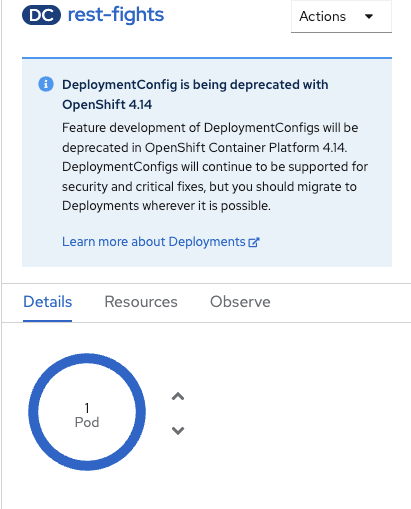 DC rest-fights
Actions
DeploymentConfig is being deprecated with
OpenShift 4.14
Feature development of DeploymentConfigs will be
deprecated in OpenShift Container Platform 4.14.
DeploymentConfigs will continue to be supported for
security and critical fixes, but you should migrate to
Deployments wherever it is possible.
Learn more about Deployments
Details Resources Observe
1
Pod